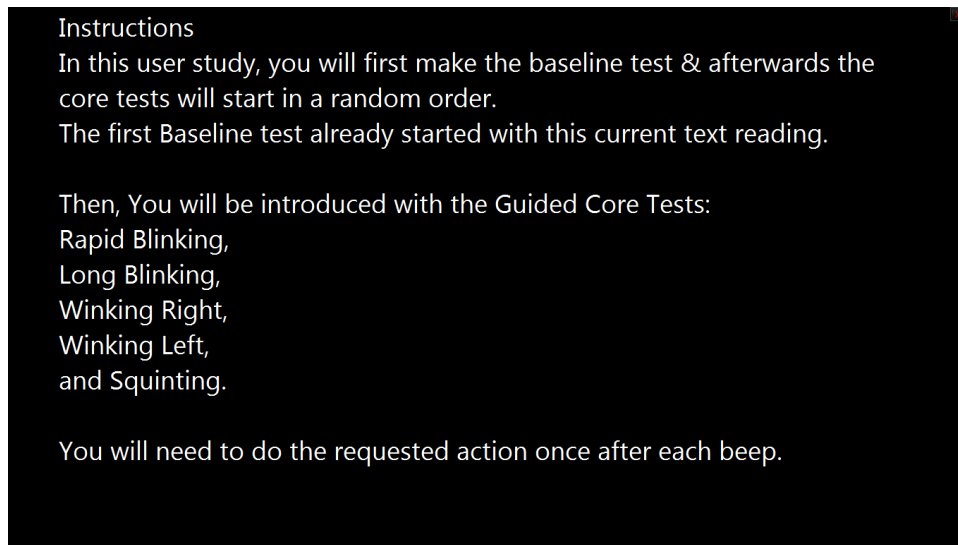 Instructions
In this user study, you will first make the baseline test & afterwards the
core tests will start in a random order.
The first Baseline test already started with this current text reading.
Then, You will be introduced with the Guided Core Tests:
Rapid Blinking,
Long Blinking,
Winking Right,
Winking Left,
and Squinting.
You will need to do the requested action once after each beep.